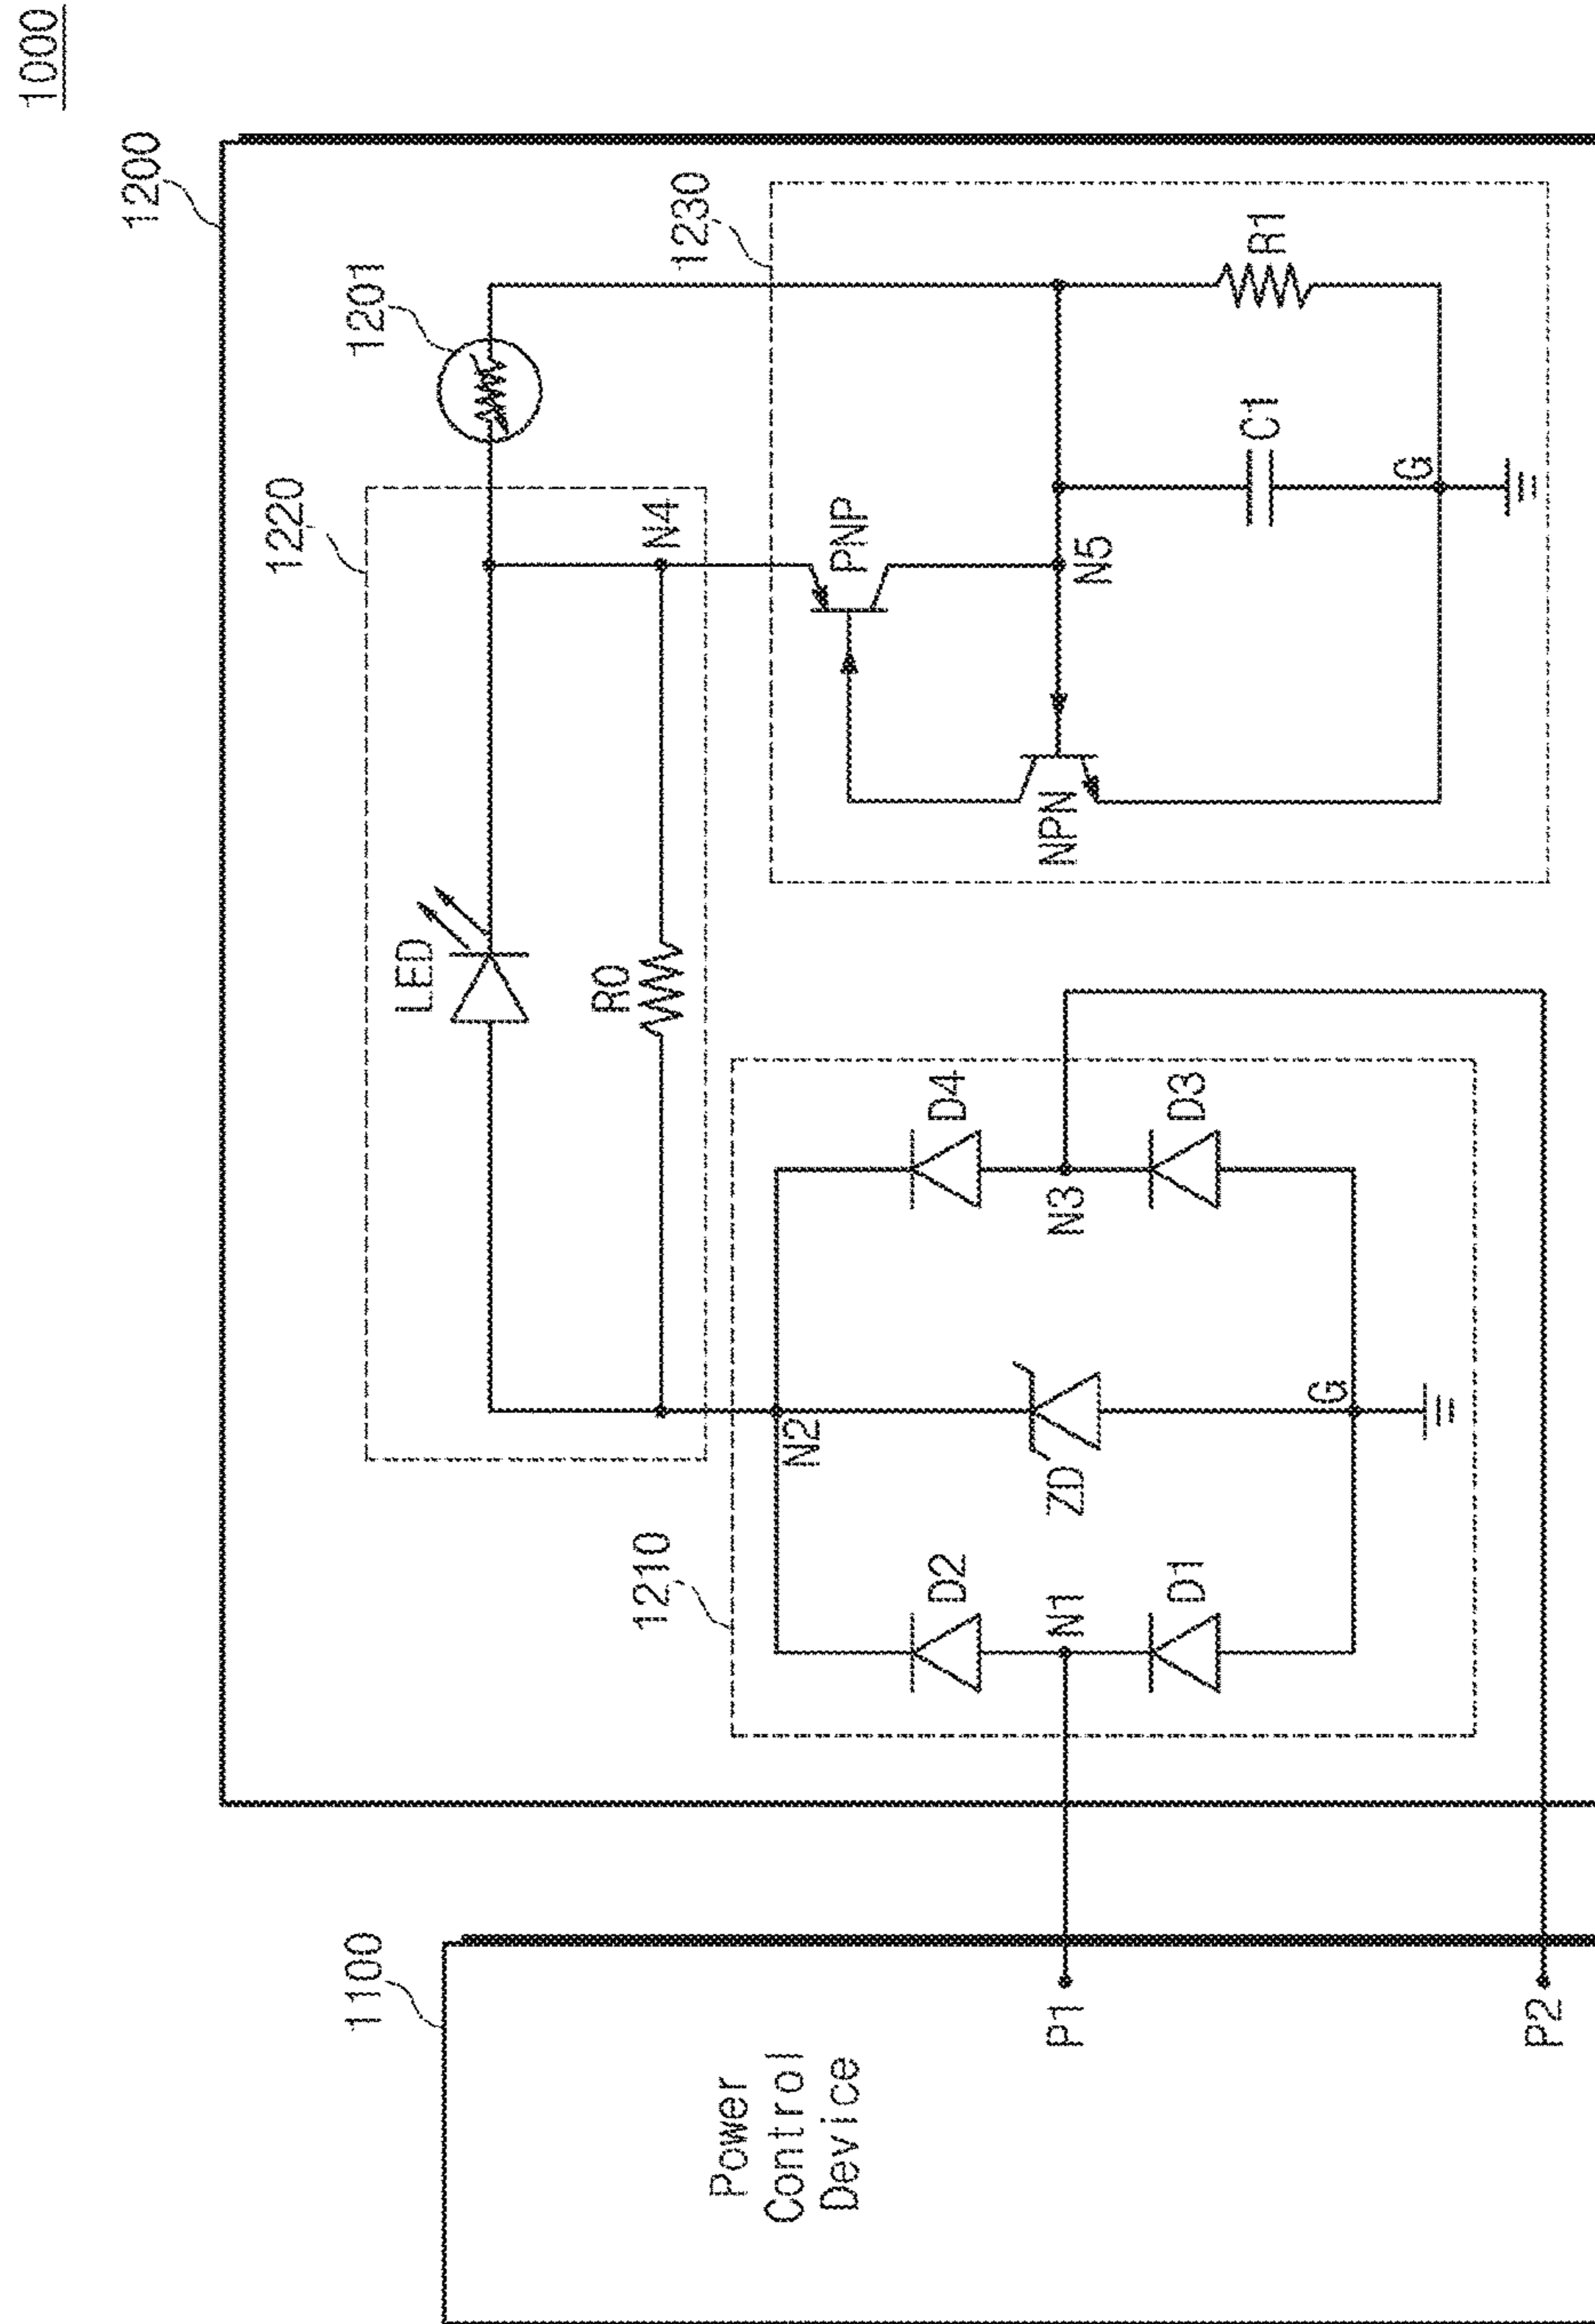 1000
1200
1201
1220
1230
N4
PNP
R1
C1
N5
G
NPN
LED
R0
1210
D4
D3
N3
N2
ZD
G
D2
N1
D1
1100
Power
Control
Device
P1
P2